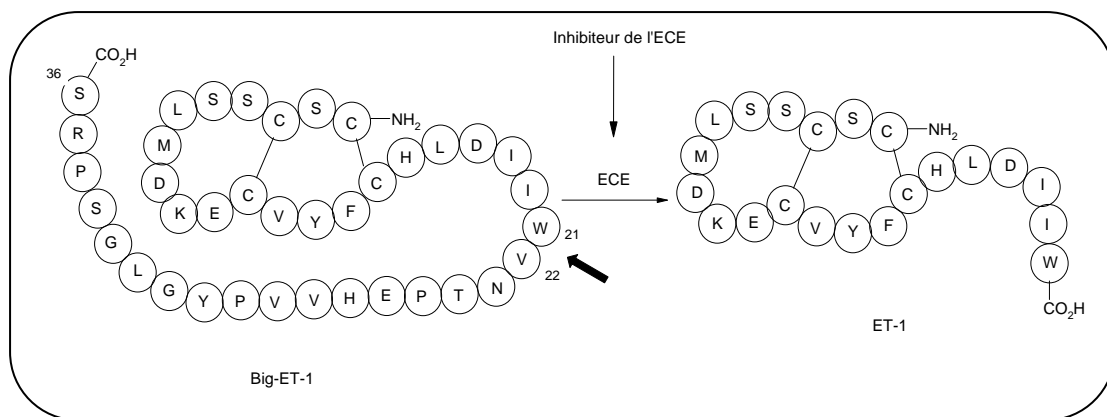 Inhibiteur de l'ECE
CO₂H
36
S R P S G L G Y P V V H E P T N V W I I D L H C F Y V C E K D M L S S C S C
NH₂
21
22
Big-ET-1
ECE
C S C S S L M D K E C V Y F C H L D I I W
NH₂
CO₂H
ET-1